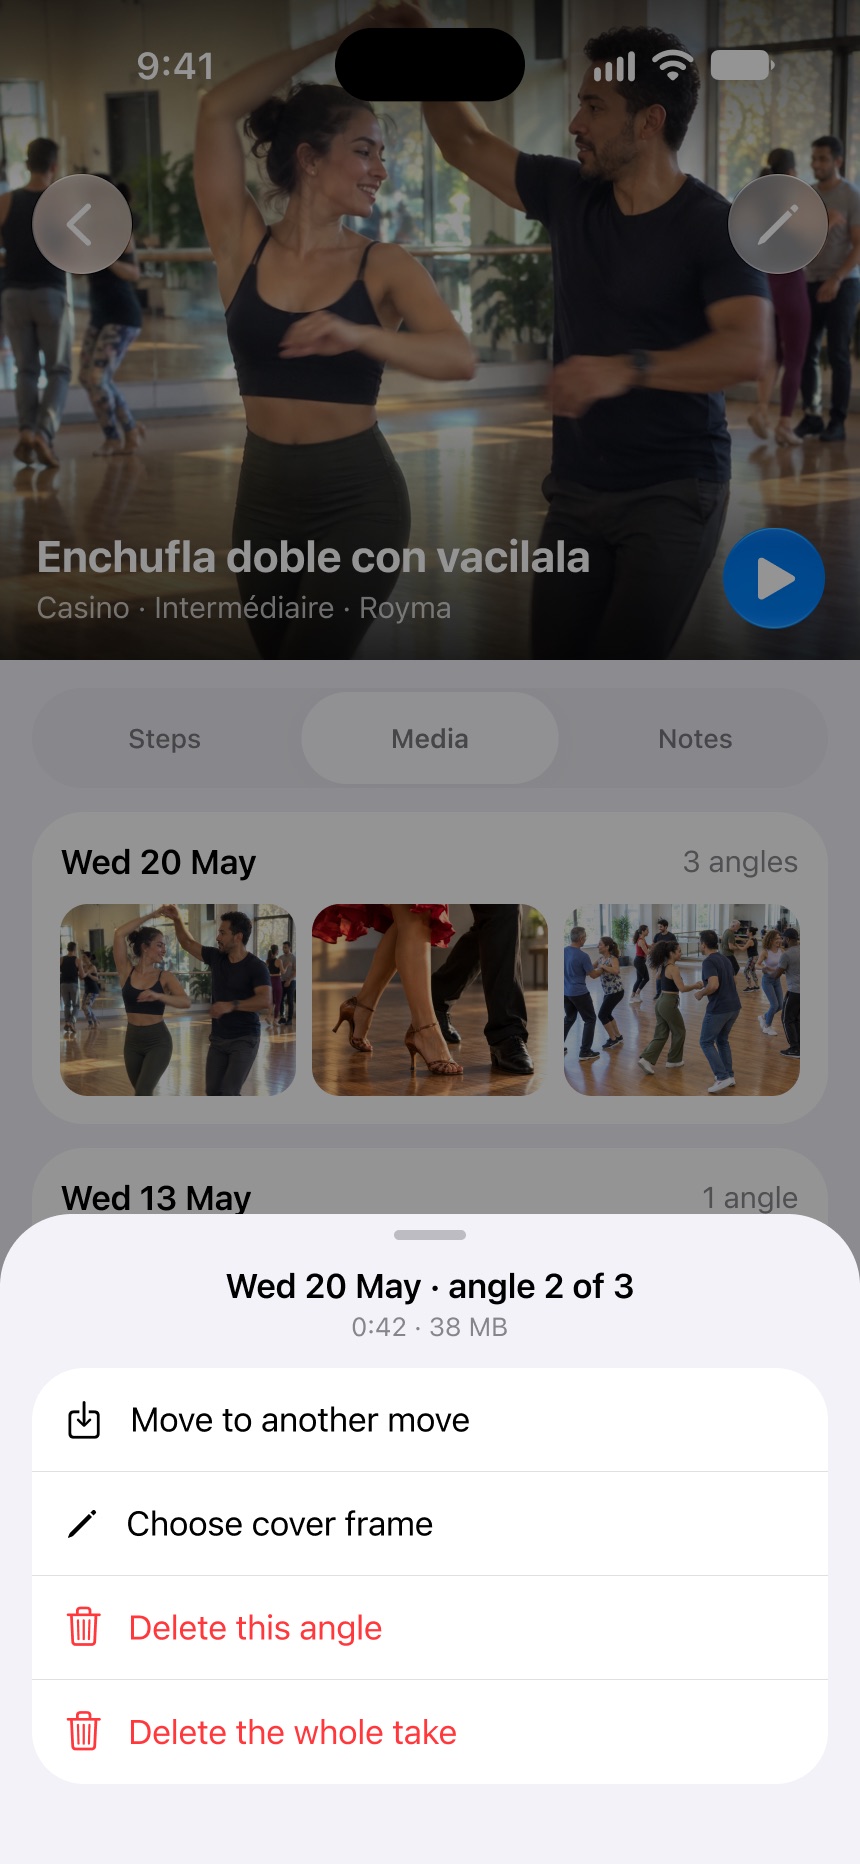 9:41
Enchufla doble con vacilala
Casino · Intermédiaire · Royma
Steps
Media
Notes
Wed 20 May
3 angles
Wed 13 May
1 angle
Wed 20 May · angle 2 of 3
0:42 · 38 MB
Move to another move
Choose cover frame
Delete this angle
Delete the whole take